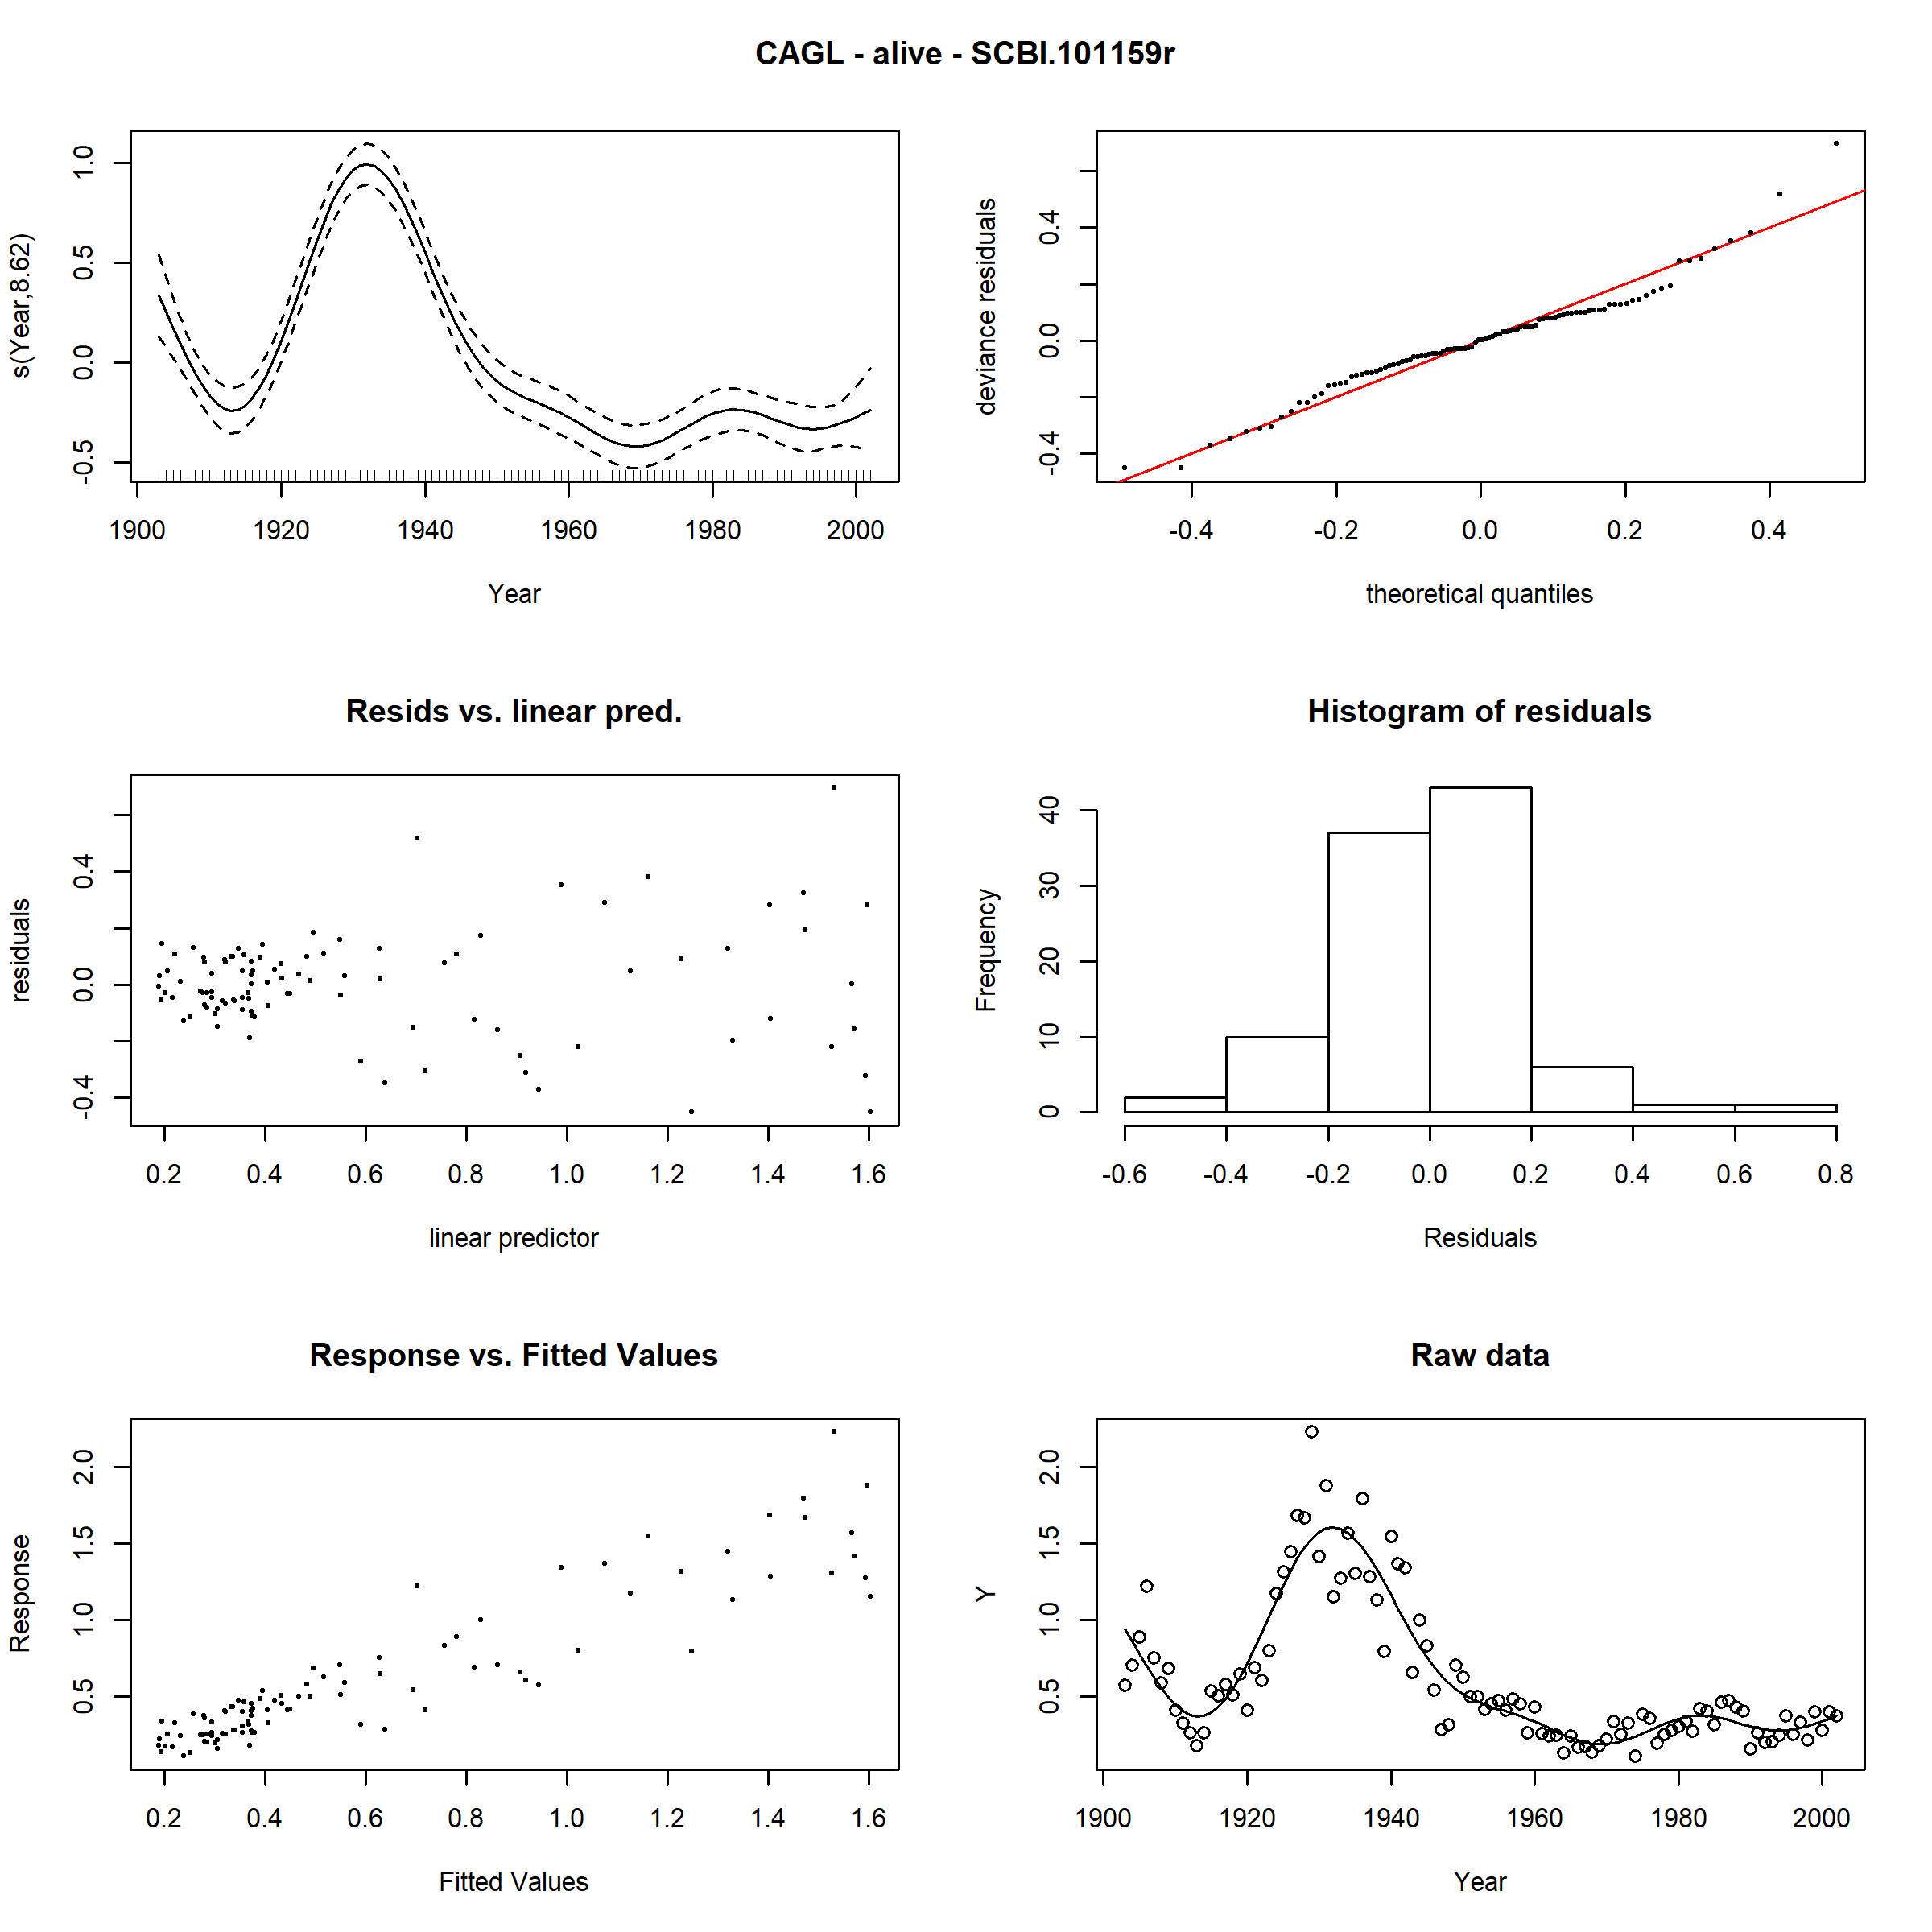 CAGL - alive - SCBI.101159r
s(Year,8.62)
1.0
0.5
0.0
-0.5
1900 1920 1940 1960 1980 2000
Year
deviance residuals
0.4
0.0
-0.4
-0.4 -0.2 0.0 0.2 0.4
theoretical quantiles
Resids vs. linear pred.
residuals
0.4
0.0
-0.4
0.2 0.4 0.6 0.8 1.0 1.2 1.4 1.6
linear predictor
Histogram of residuals
Frequency
40
30
20
10
0
-0.6 -0.4 -0.2 0.0 0.2 0.4 0.6 0.8
Residuals
Response vs. Fitted Values
Response
2.0
1.5
1.0
0.5
0.2 0.4 0.6 0.8 1.0 1.2 1.4 1.6
Fitted Values
Raw data
Y
2.0
1.5
1.0
0.5
1900 1920 1940 1960 1980 2000
Year